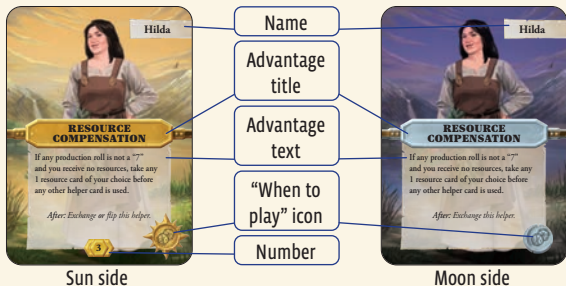 Hilda
RESOURCE
COMPENSATION
If any production roll is not a “7”
and you receive no resources, take any
1 resource card of your choice before
any other helper card is used.
After: Exchange or flip this helper.
3
Sun side
Name
Advantage
title
Advantage
text
“When to
play” icon
Number
Hilda
RESOURCE
COMPENSATION
If any production roll is not a “7”
and you receive no resources, take any
1 resource card of your choice before
any other helper card is used.
After: Exchange this helper.
Moon side